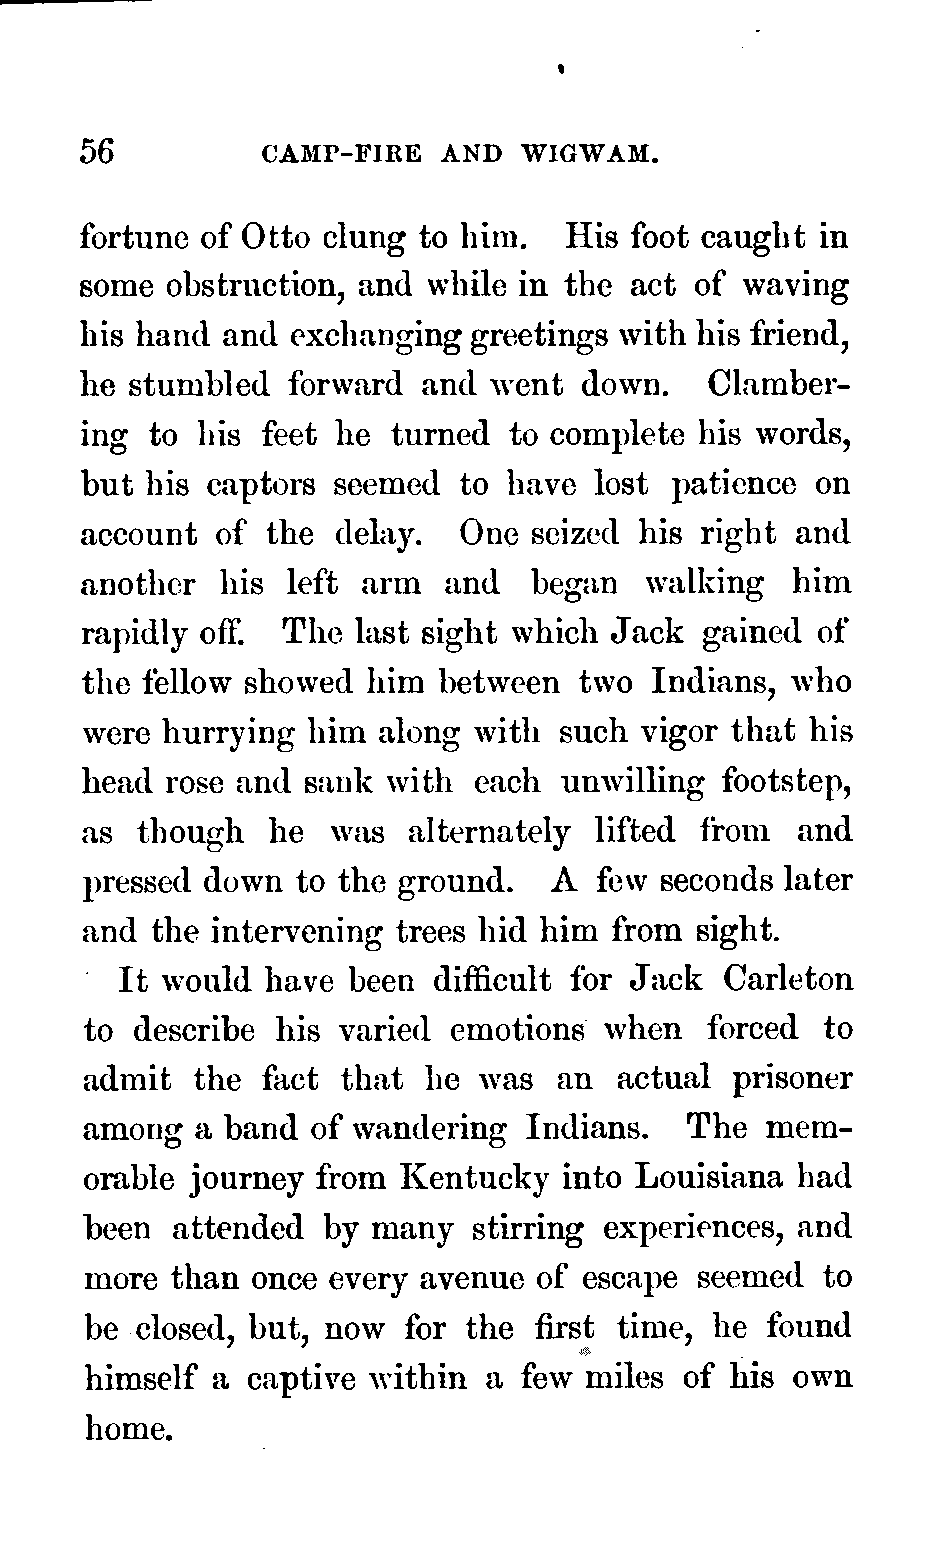 56 CAMP-FIRE AND WIGWAM.
fortune of Otto clung to him. His foot caught in
some obstruction, and while in the act of waving
his hand and exchanging greetings with his friend,
he stumbled forward and went down. Clamber-
ing to his feet he turned to complete his words,
but his captors seemed to have lost patience on
account of the delay. One seized his right and
another his left arm and began walking him
rapidly off. The last sight which Jack gained of
the fellow showed him between two Indians, who
were hurrying him along with such vigor that his
head rose and sank with each unwilling footstep,
as though he was alternately lifted from and
pressed down to the ground. A few seconds later
and the intervening trees hid him from sight.
It would have been difficult for Jack Carleton
to describe his varied emotions when forced to
admit the fact that he was an actual prisoner
among a band of wandering Indians. The mem-
orable journey from Kentucky into Louisiana had
been attended by many stirring experiences, and
more than once every avenue of escape seemed to
be closed, but, now for the first time, he found
himself a captive within a few miles of his own
home.